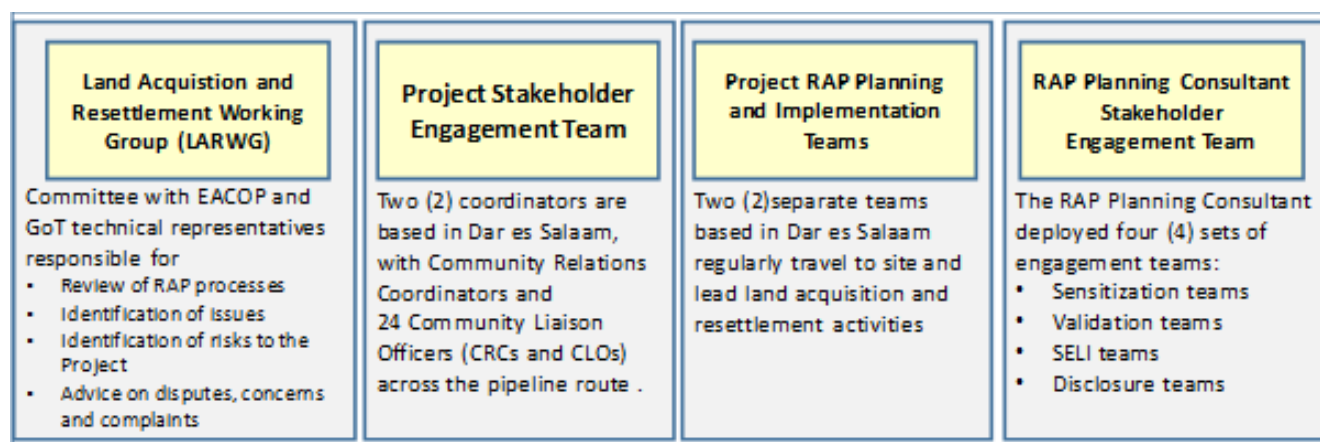 Land Acquistion and
Resettlement Working
Group (LARWG)
Committee with EACOP and
GoT technical representatives
responsible for
• Review of RAP processes
• Identification of issues
• Identification of risks to the
Project
• Advice on disputes, concerns
and complaints
Project Stakeholder
Engagement Team
Two (2) coordinators are
based in Dar es Salaam,
with Community Relations
Coordinators and
24 Community Liaison
Officers (CRCs and CLOs)
across the pipeline route .
Project RAP Planning
and Implementation
Teams
Two (2)separate teams
based in Dar es Salaam
regularly travel to site and
lead land acquisition and
resettlement activities
RAP Planning Consultant
Stakeholder
Engagement Team
The RAP Planning Consultant
deployed four (4) sets of
engagement teams:
• Sensitization teams
• Validation teams
• SELI teams
• Disclosure teams